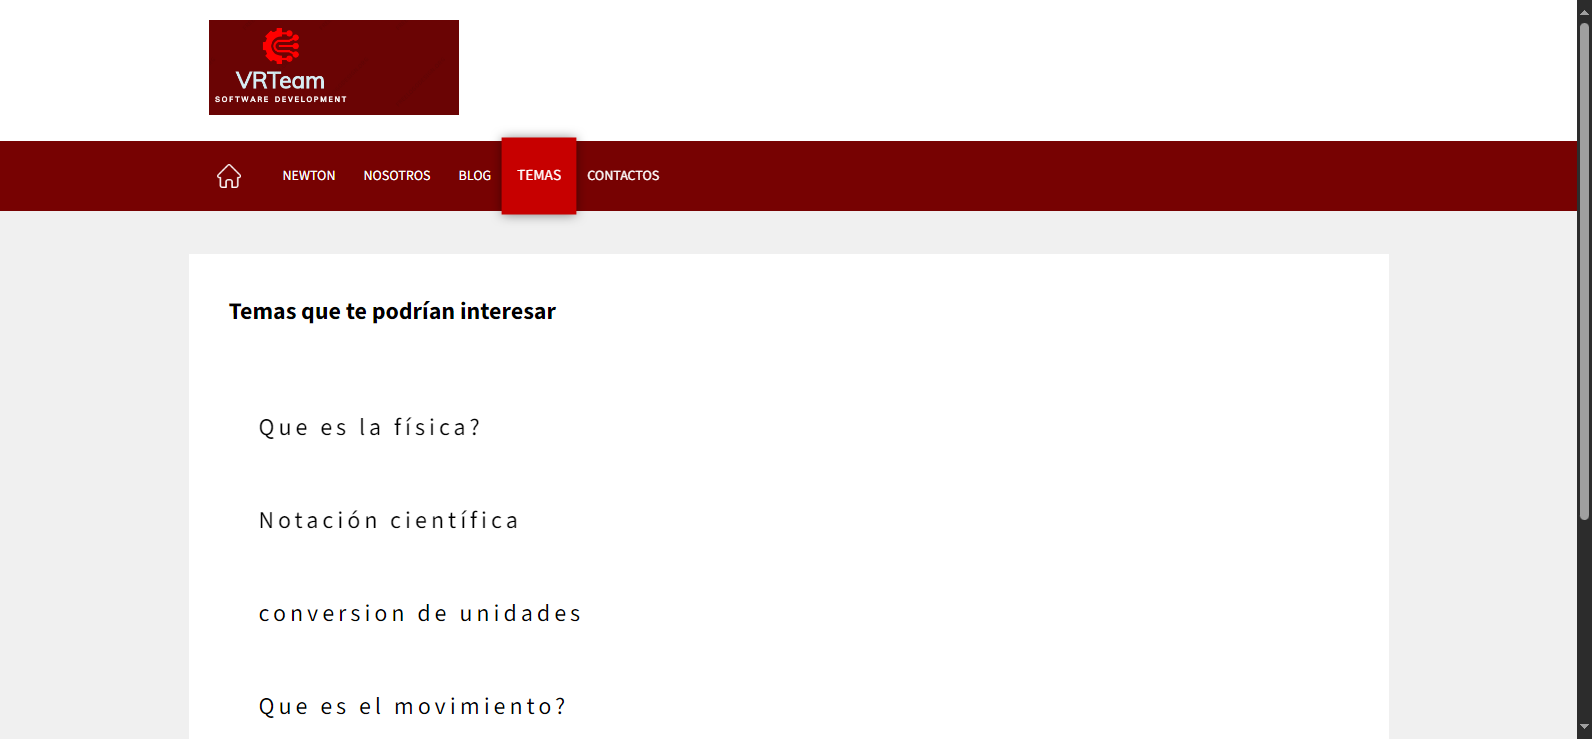 VRTeam
SOFTWARE DEVELOPMENT
NEWTON NOSOTROS BLOG TEMAS CONTACTOS
Temas que te podrían interesar
Que es la física?
Notación científica
conversion de unidades
Que es el movimiento?